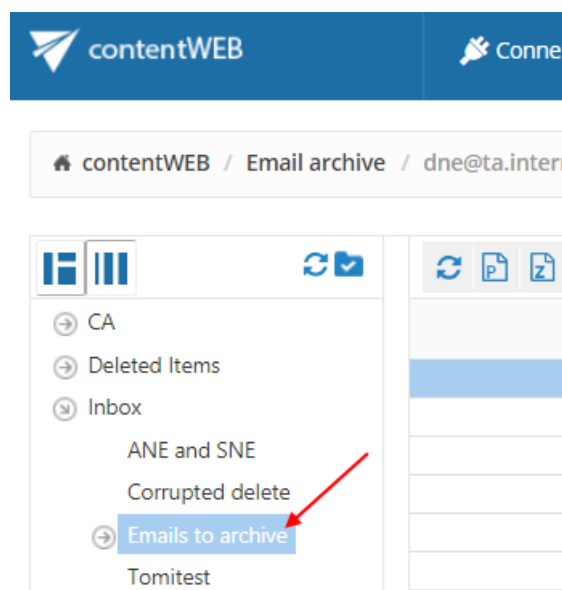 contentWEB
Conne
contentWEB / Email archive / dne@ta.inter
P Z
CA
Deleted Items
Inbox
ANE and SNE
Corrupted delete
Emails to archive
Tomitest